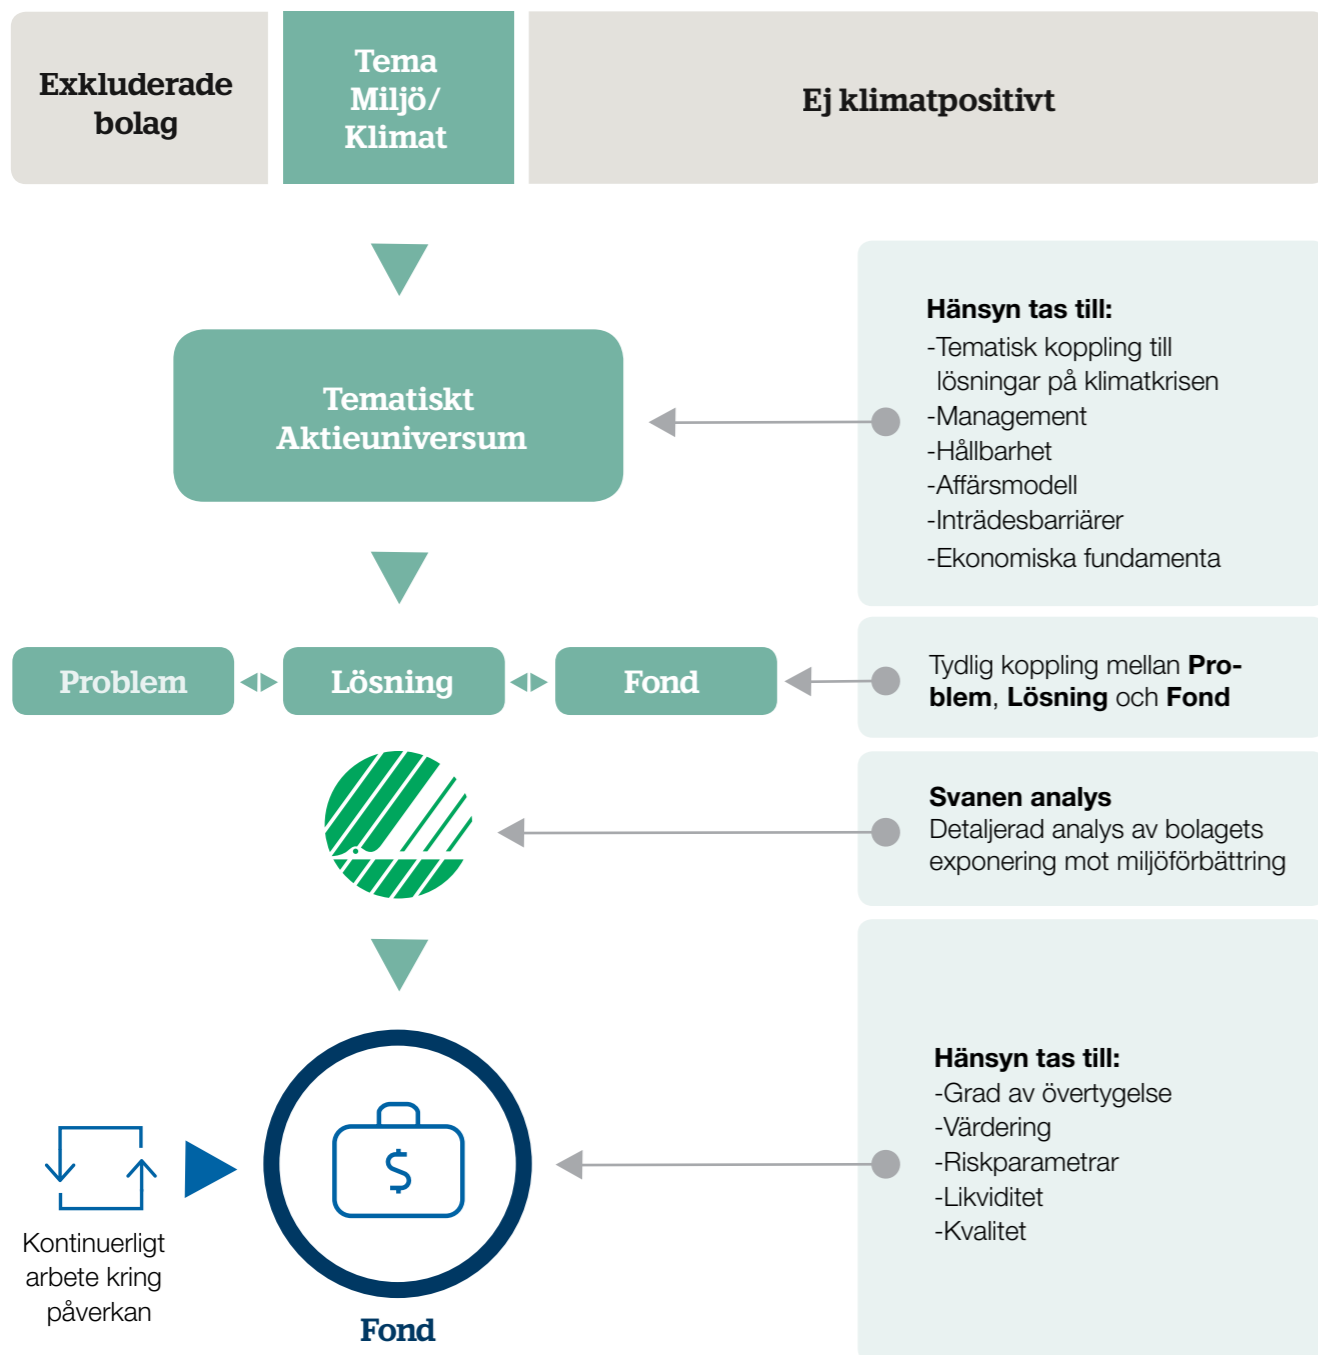 Exkluderade
bolag
Tema
Miljö/
Klimat
Ej klimatpositivt
Tematiskt
Aktieuniversum
Hänsyn tas till:
-Tematisk koppling till
lösningar på klimatkrisen
-Management
-Hållbarhet
-Affärsmodell
-Inträdesbarriärer
-Ekonomiska fundamenta
Problem
Lösning
Fond
Tydlig koppling mellan Pro-
blem, Lösning och Fond
Svanen analys
Detaljerad analys av bolagets
exponering mot miljöförbättring
Hänsyn tas till:
-Grad av övertygelse
-Värdering
-Riskparametrar
-Likviditet
-Kvalitet
$
Kontinuerligt
arbete kring
påverkan
Fond